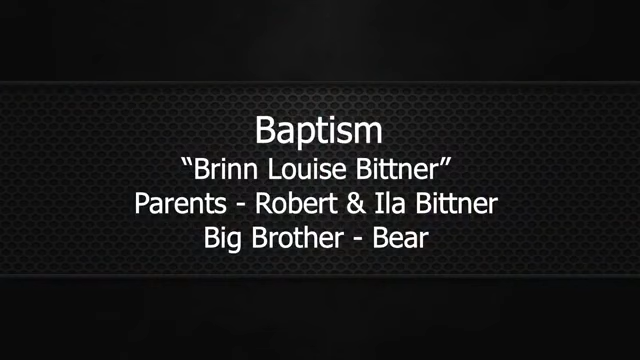 Baptism
“Brinn Louise Bittner”
Parents - Robert & Ila Bittner
Big Brother - Bear